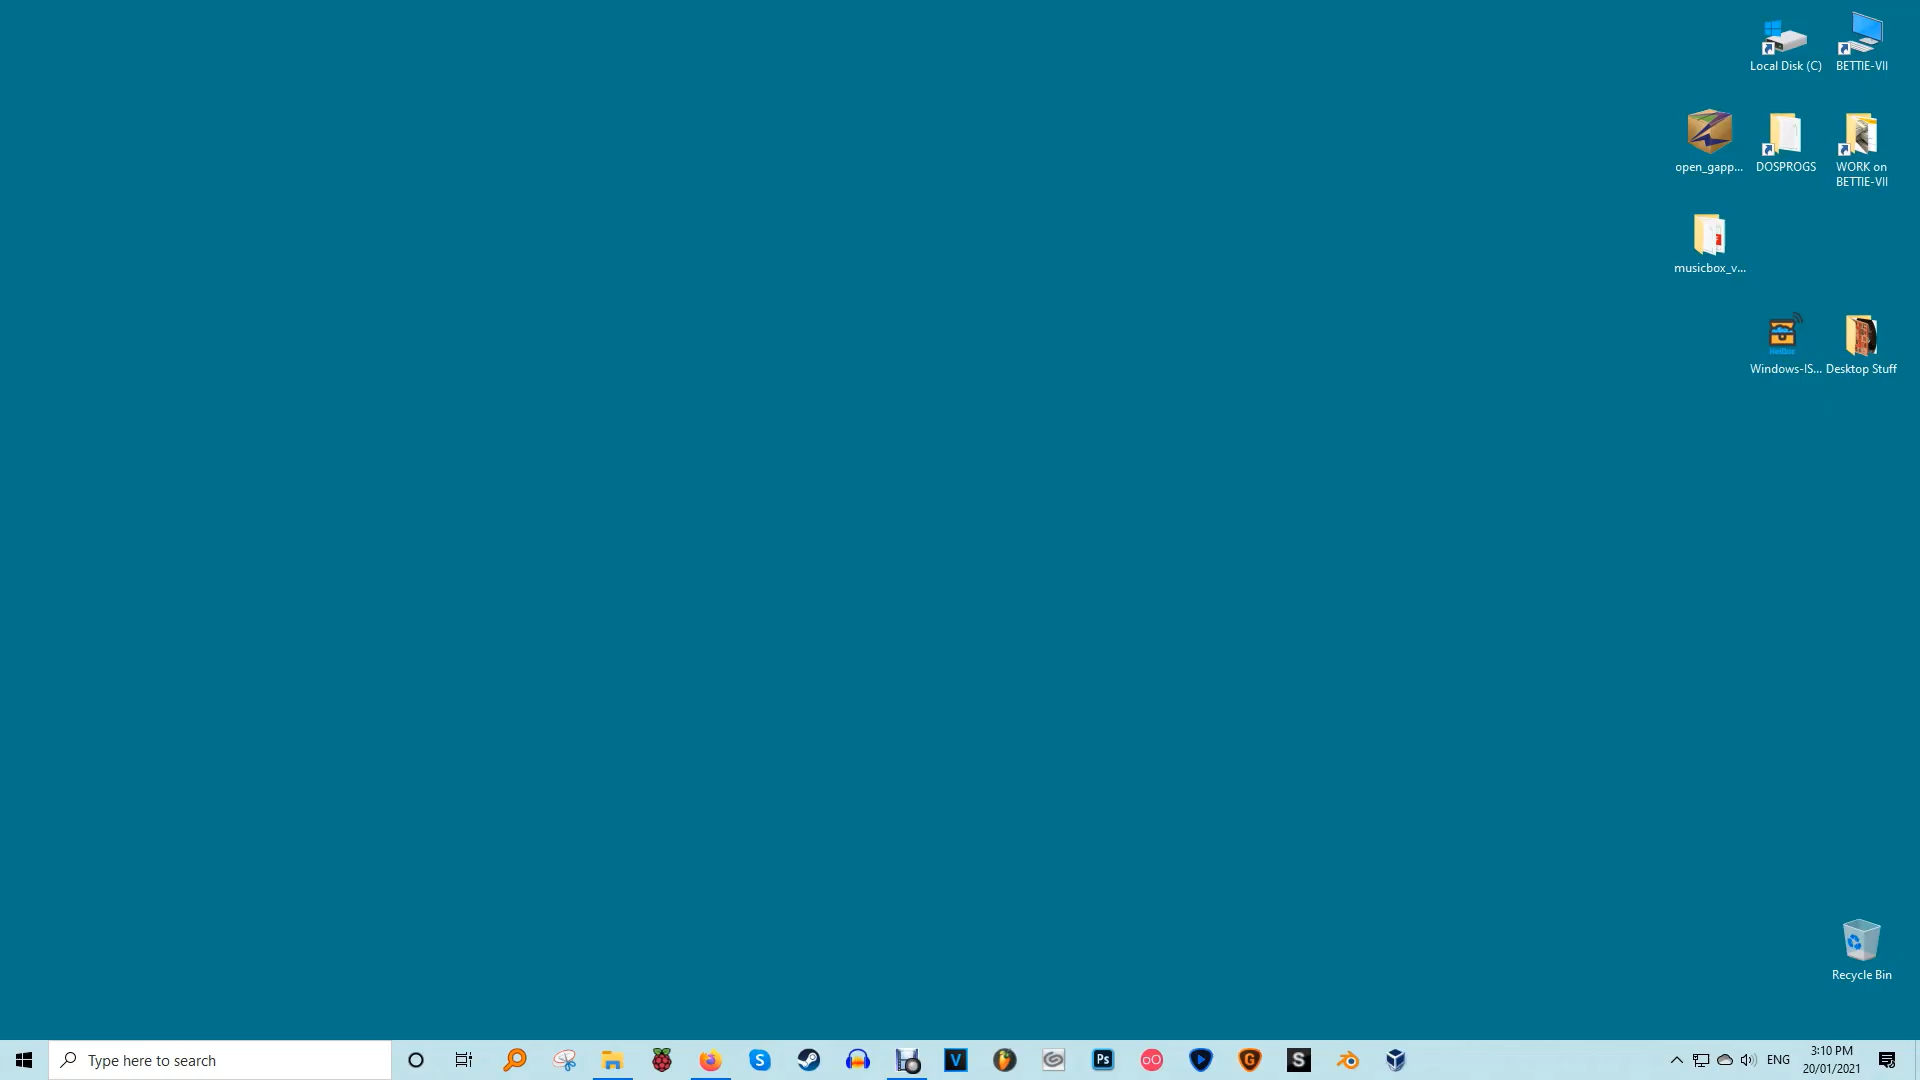 Local Disk (C)
BETTIE-VII
open_gapp...
DOSPROGS
WORK on
BETTIE-VII
musicbox_v...
Windows-IS...
Desktop Stuff
Recycle Bin
Type here to search
S
V
Ps
G
S
ENG
3:10 PM
20/01/2021